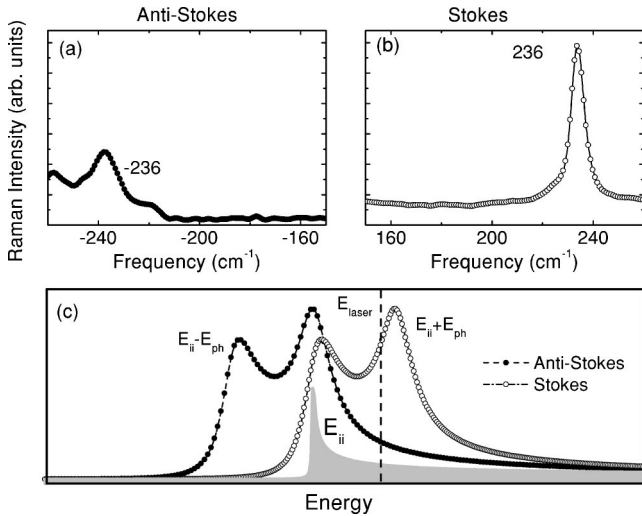 Anti-Stokes
Stokes
Raman Intensity (arb. units)
(a)
-236
-240 -200 -160
Frequency (cm⁻¹)
(b)
236
160 200 240
Frequency (cm⁻¹)
(c)
E_ii-E_ph
E_laser
E_ii+E_ph
E_ii
Anti-Stokes
Stokes
Energy